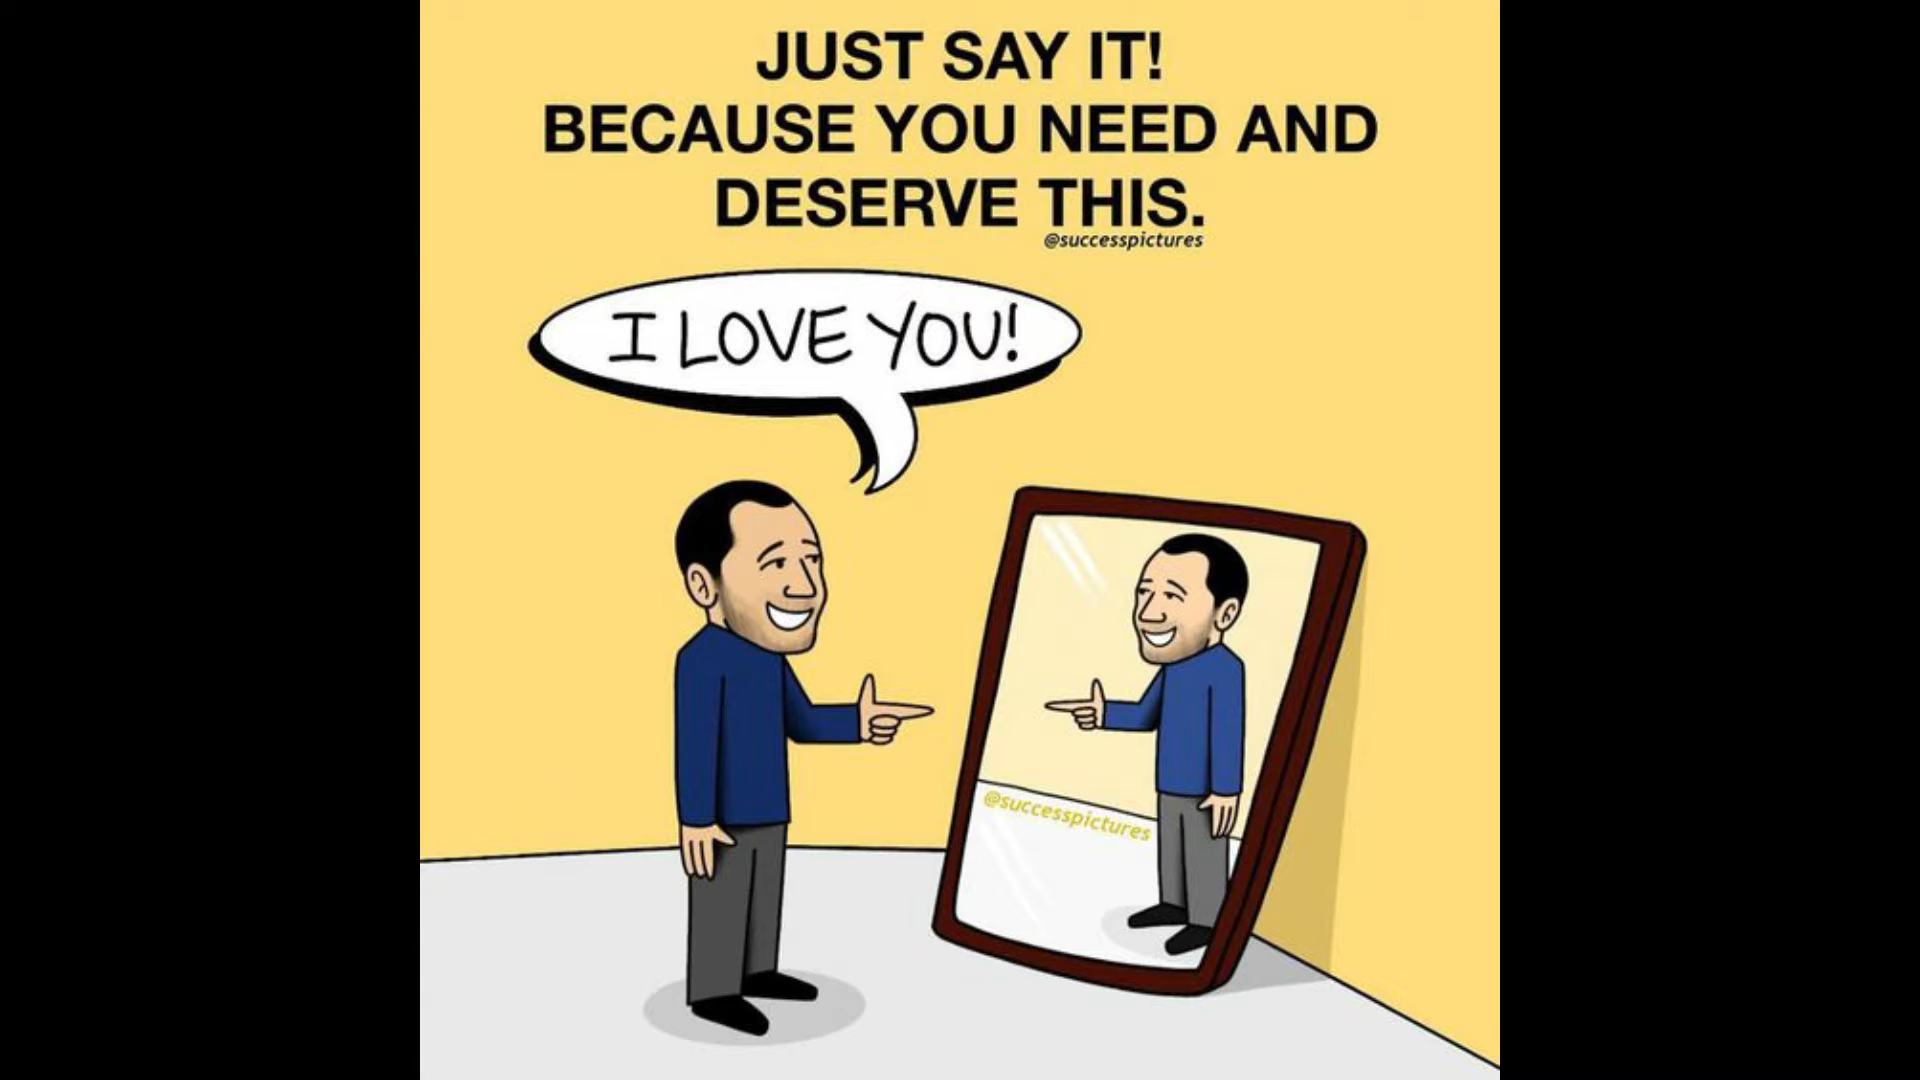 JUST SAY IT!
BECAUSE YOU NEED AND
DESERVE THIS.
@successpictures
I LOVE YOU!
@successpictures